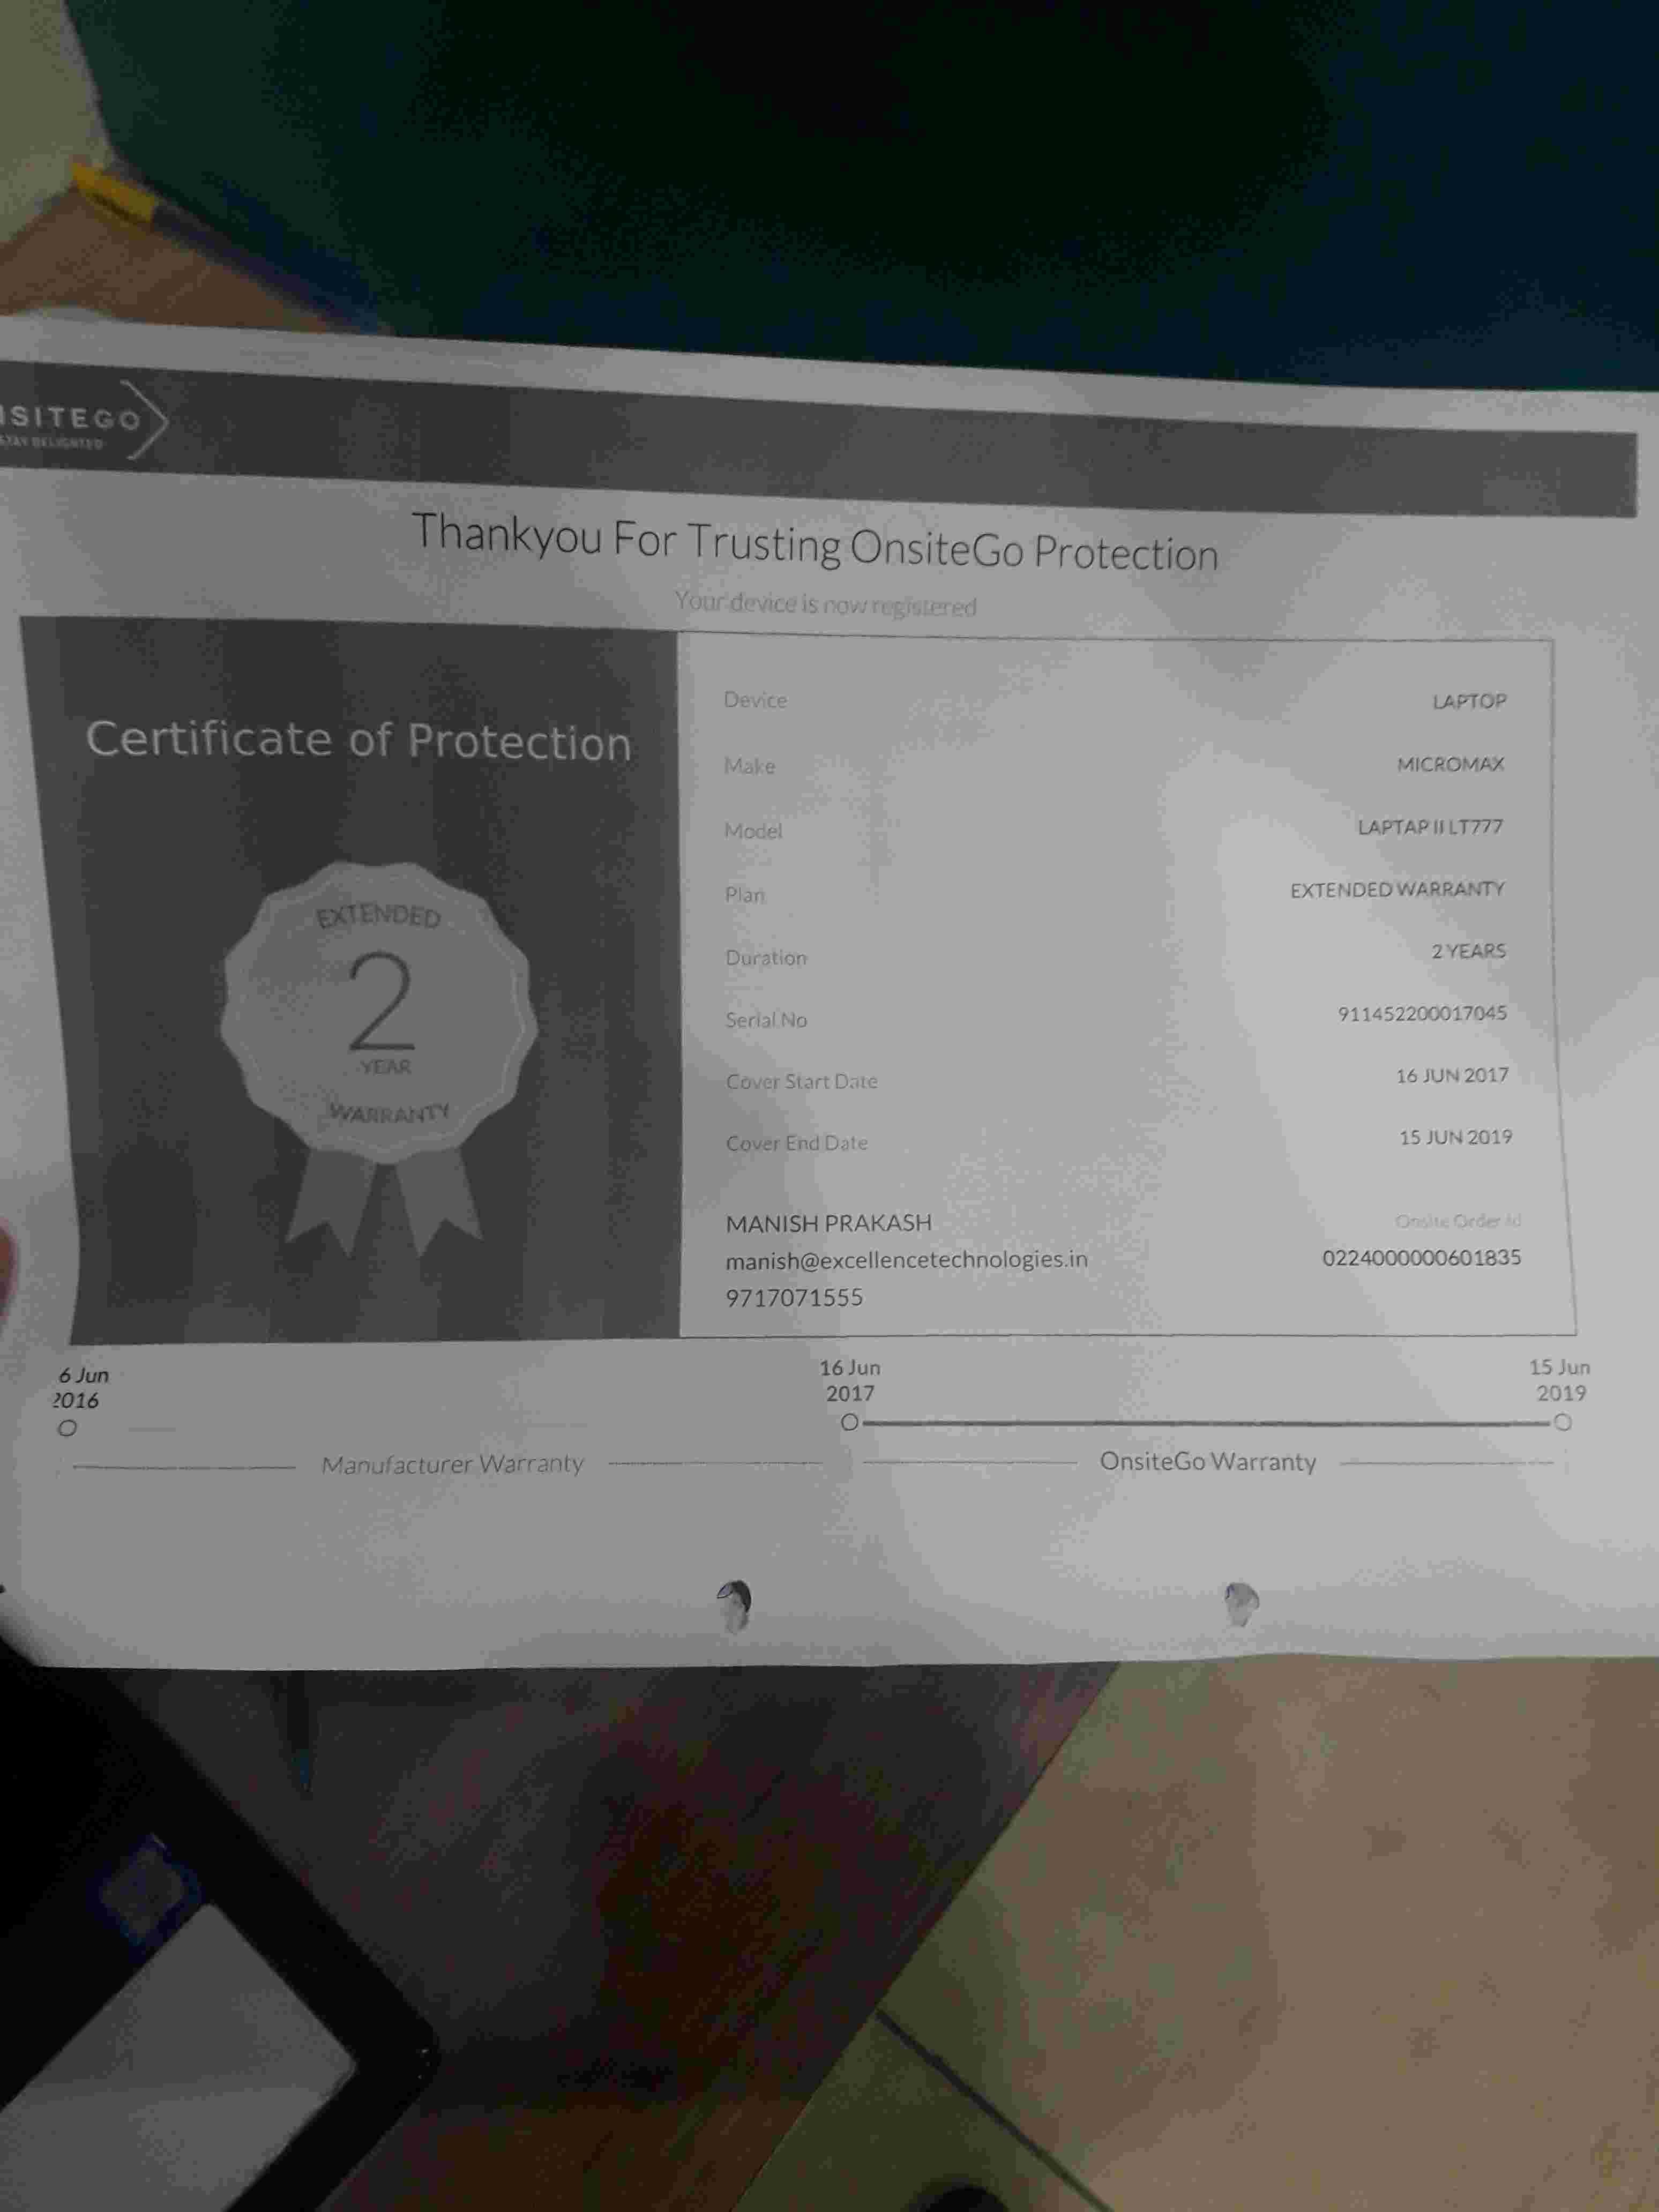 NSITEGO
STAY DELIGHTED
Thankyou For Trusting OnsiteGo Protection
Your device is now registered
Certificate of Protection
EXTENDED
2
YEAR
WARRANTY
Device LAPTOP
Make MICROMAX
Model LAPTAP II LT777
Plan EXTENDED WARRANTY
Duration 2 YEARS
Serial No 911452200017045
Cover Start Date 16 JUN 2017
Cover End Date 15 JUN 2019
MANISH PRAKASH Onsite Order Id
manish@excellencetechnologies.in 0224000000601835
9717071555
6 Jun 16 Jun 15 Jun
2016 2017 2019
Manufacturer Warranty OnsiteGo Warranty